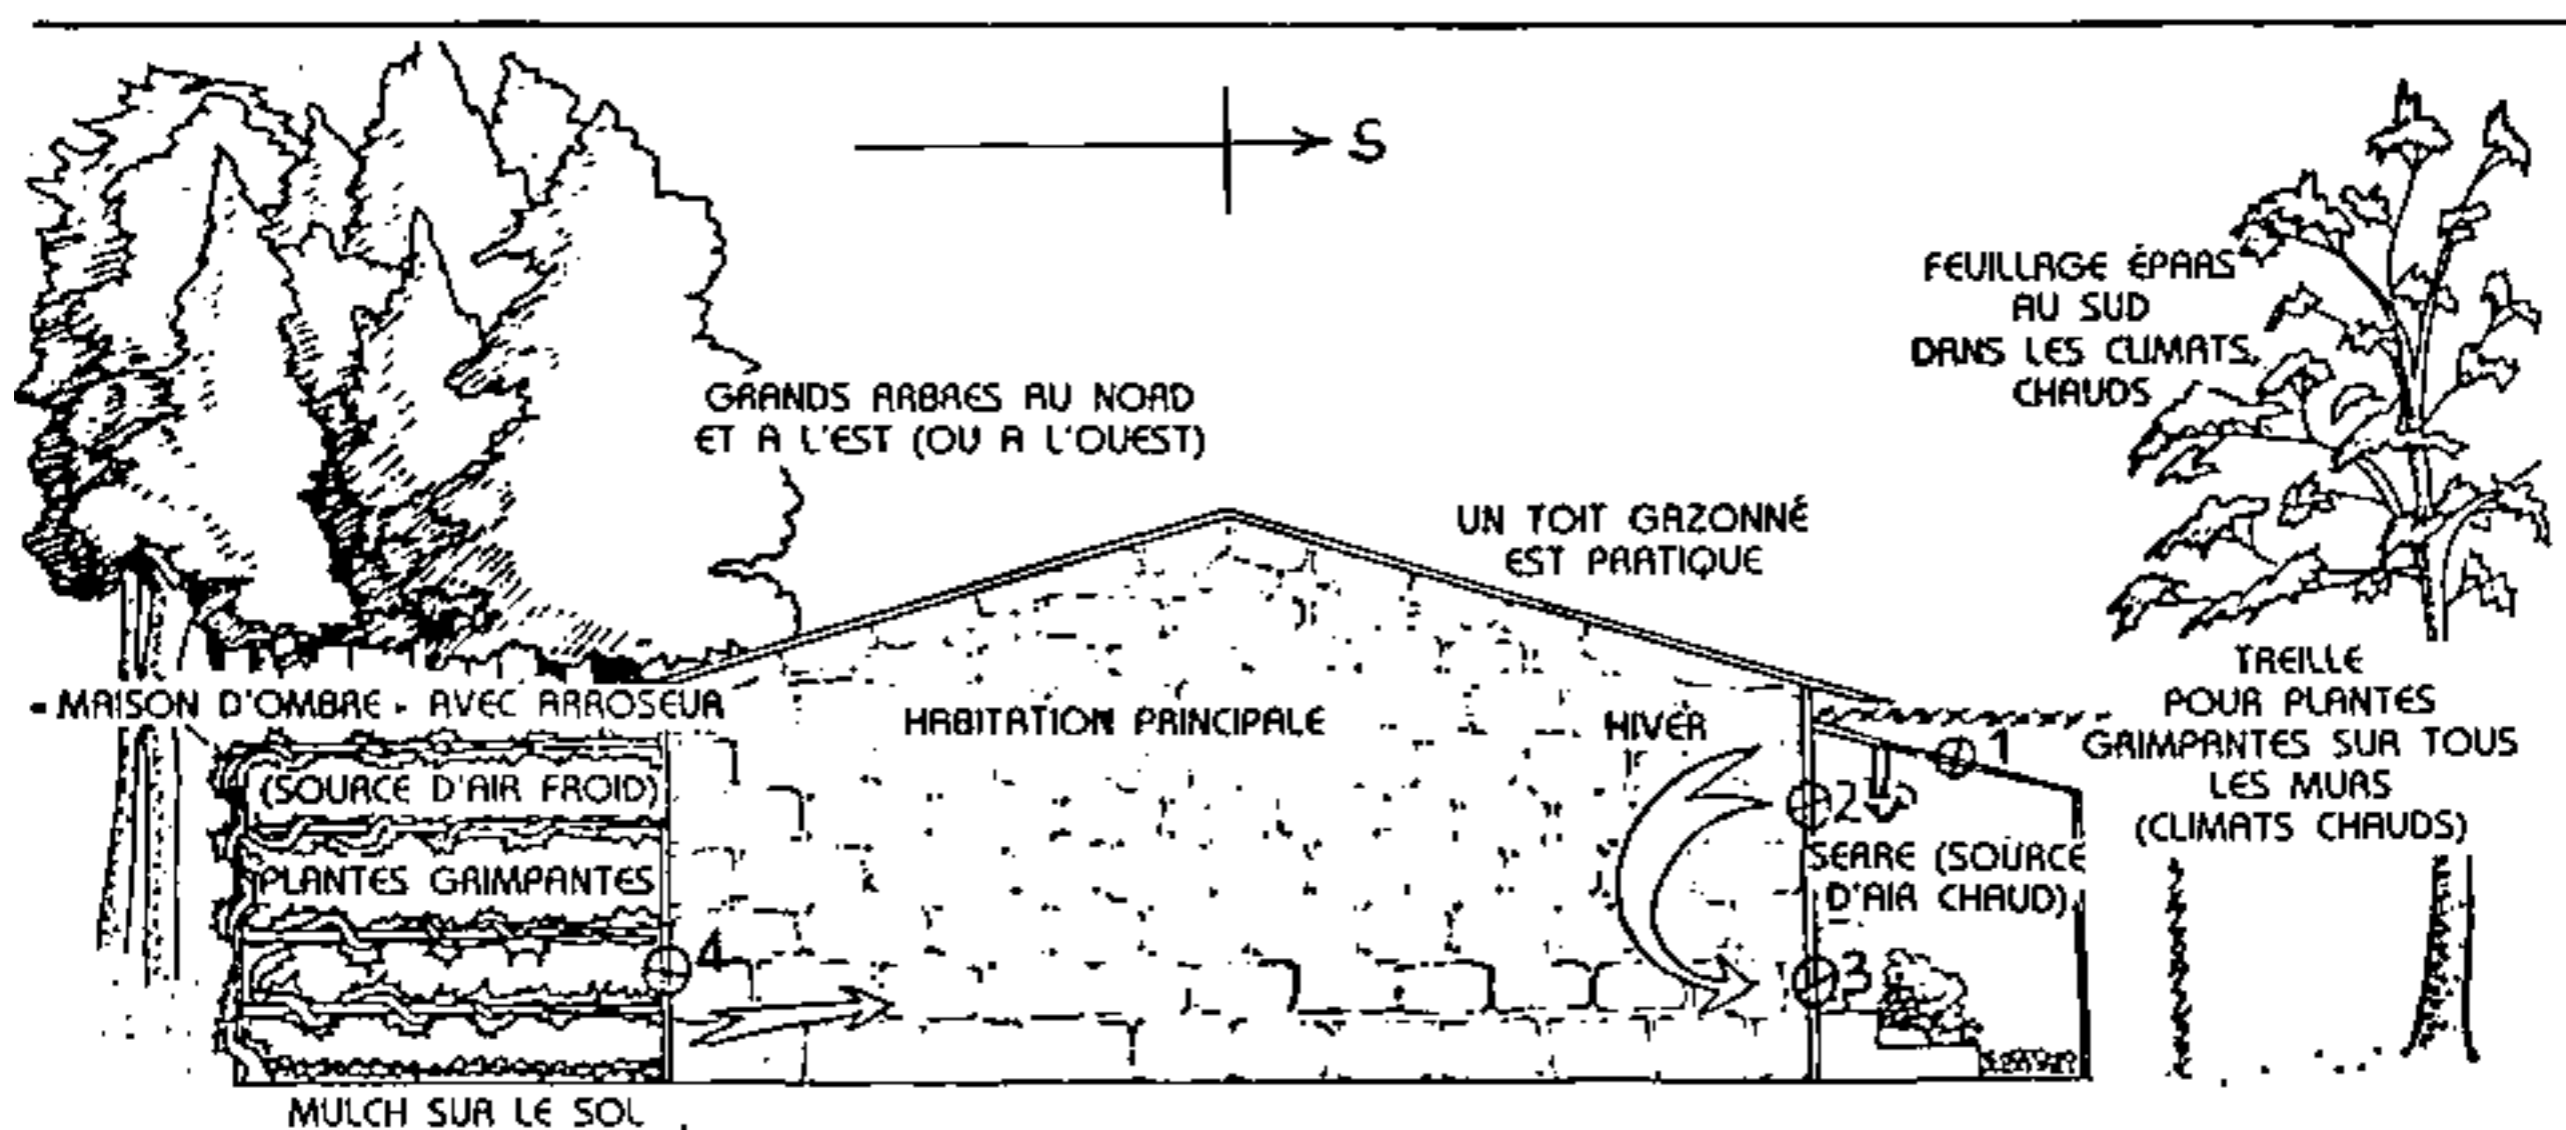 S
FEUILLAGE ÉPARS
AU SUD
DANS LES CLIMATS
CHAUDS
GRANDS ARBRES AU NORD
ET A L'EST (OU A L'OUEST)
UN TOIT GAZONNÉ
EST PRATIQUE
TREILLE
POUR PLANTES
GRIMPANTES SUR TOUS
LES MURS
(CLIMATS CHAUDS)
« MAISON D'OMBRE » AVEC ARROSEUR
HABITATION PRINCIPALE
HIVER
1
(SOURCE D'AIR FROID)
2
PLANTES GRIMPANTES
SERRE (SOURCE
D'AIR CHAUD)
4
3
MULCH SUR LE SOL